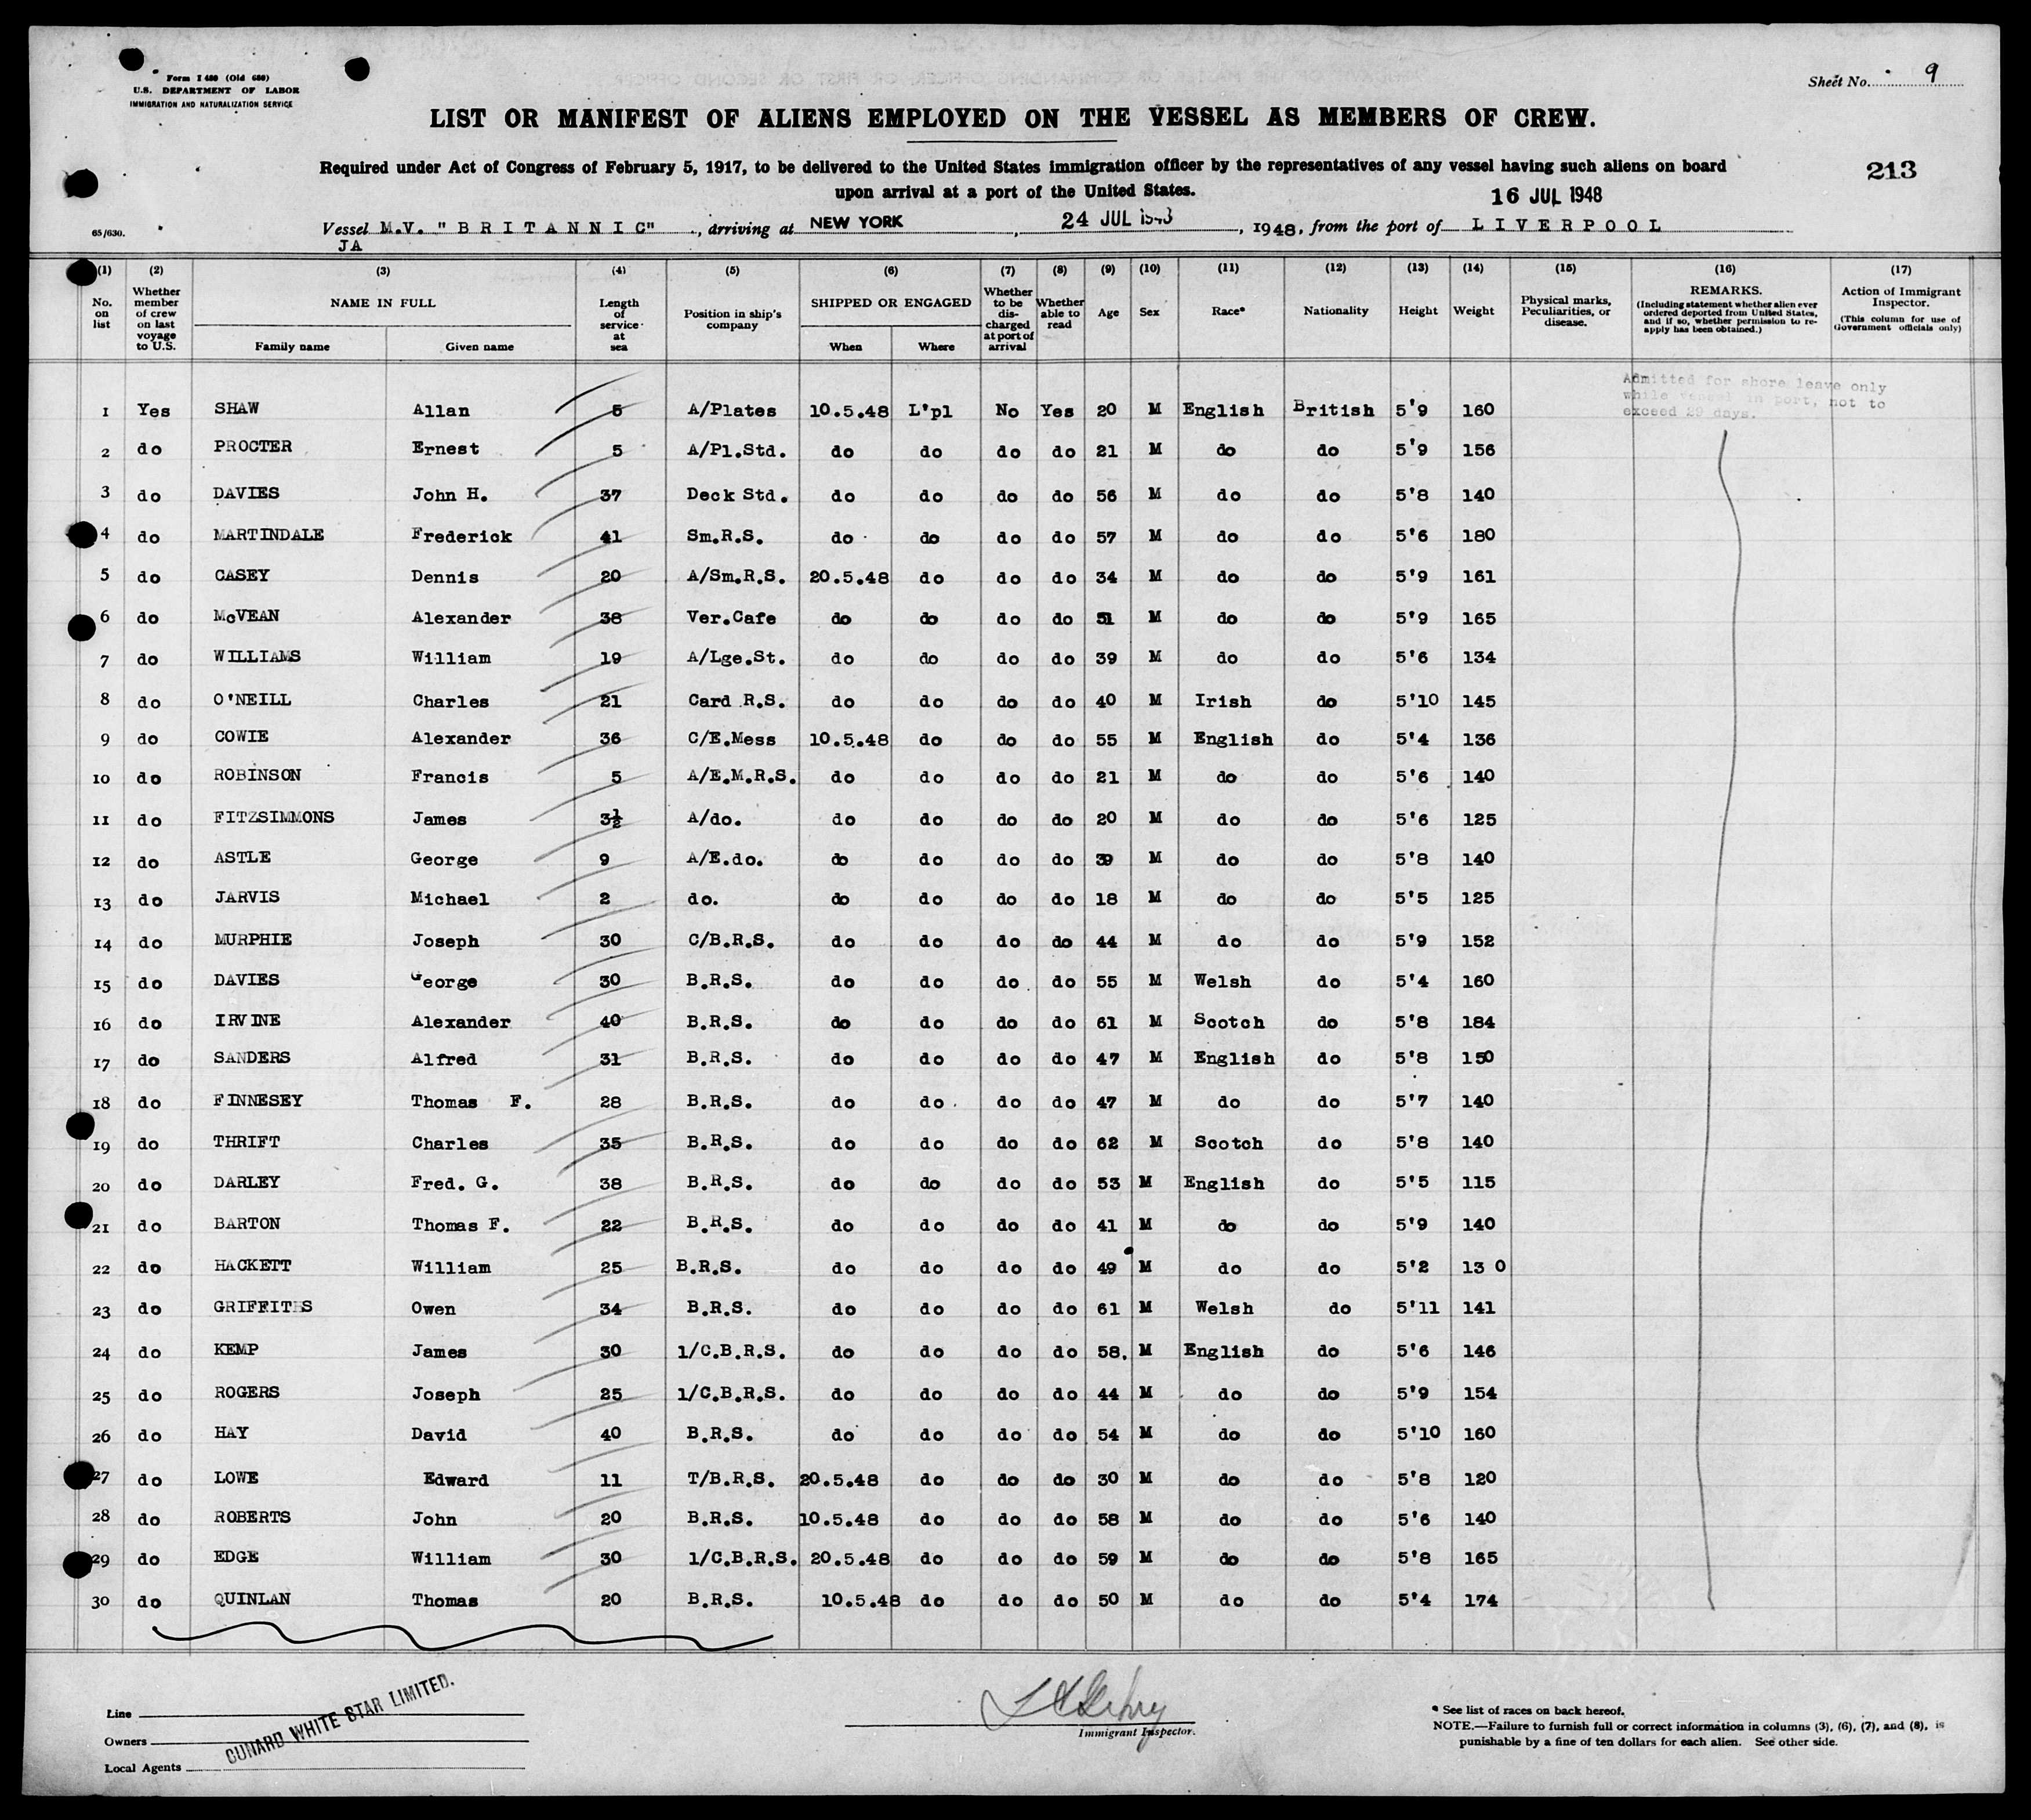 Form I 480 (Old 680)
U.S. DEPARTMENT OF LABOR
IMMIGRATION AND NATURALIZATION SERVICE
Sheet No. 9
LIST OR MANIFEST OF ALIENS EMPLOYED ON THE VESSEL AS MEMBERS OF CREW.
Required under Act of Congress of February 5, 1917, to be delivered to the United States immigration officer by the representatives of any vessel having such aliens on board
upon arrival at a port of the United States.
213
16 JUL 1948
65/630.
Vessel M.V. "BRITANNIC", arriving at NEW YORK, 24 JUL 1948, 1948, from the port of LIVERPOOL
JA
(1) (2) (3) (4) (5) (6) (7) (8) (9) (10) (11) (12) (13) (14) (15) (16) (17)
No. on list Whether member of crew on last voyage to U.S. NAME IN FULL Family name Given name Length of service at sea Position in ship's company SHIPPED OR ENGAGED When Where Whether to be discharged at port of arrival Whether able to read Age Sex Race* Nationality Height Weight Physical marks, Peculiarities, or disease. REMARKS. (Including statement whether alien ever ordered deported from United States, and if so, whether permission to re-apply has been obtained.) Action of Immigrant Inspector. (This column for use of Government officials only)
Admitted for shore leave only
while vessel in port, not to
exceed 29 days.
1 Yes SHAW Allan 5 A/Plates 10.5.48 L'pl No Yes 20 M English British 5'9 160
2 do PROCTER Ernest 5 A/Pl.Std. do do do do 21 M do do 5'9 156
3 do DAVIES John H. 37 Deck Std. do do do do 56 M do do 5'8 140
4 do MARTINDALE Frederick 41 Sm.R.S. do do do do 57 M do do 5'6 180
5 do CASEY Dennis 20 A/Sm.R.S. 20.5.48 do do do 34 M do do 5'9 161
6 do McVEAN Alexander 38 Ver.Cafe do do do do 51 M do do 5'9 165
7 do WILLIAMS William 19 A/Lge.St. do do do do 39 M do do 5'6 134
8 do O'NEILL Charles 21 Card R.S. do do do do 40 M Irish do 5'10 145
9 do COWIE Alexander 36 C/E.Mess 10.5.48 do do do 55 M English do 5'4 136
10 do ROBINSON Francis 5 A/E.M.R.S. do do do do 21 M do do 5'6 140
11 do FITZSIMMONS James 3½ A/do. do do do do 20 M do do 5'6 125
12 do ASTLE George 9 A/E.do. do do do do 39 M do do 5'8 140
13 do JARVIS Michael 2 do. do do do do 18 M do do 5'5 125
14 do MURPHIE Joseph 30 C/B.R.S. do do do do 44 M do do 5'9 152
15 do DAVIES George 30 B.R.S. do do do do 55 M Welsh do 5'4 160
16 do IRVINE Alexander 40 B.R.S. do do do do 61 M Scotch do 5'8 184
17 do SANDERS Alfred 31 B.R.S. do do do do 47 M English do 5'8 150
18 do FINNESEY Thomas F. 28 B.R.S. do do do do 47 M do do 5'7 140
19 do THRIFT Charles 35 B.R.S. do do do do 62 M Scotch do 5'8 140
20 do DARLEY Fred. G. 38 B.R.S. do do do do 53 M English do 5'5 115
21 do BARTON Thomas F. 22 B.R.S. do do do do 41 M do do 5'9 140
22 do HACKETT William 25 B.R.S. do do do do 49 M do do 5'2 13 0
23 do GRIFFITHS Owen 34 B.R.S. do do do do 61 M Welsh do 5'11 141
24 do KEMP James 30 1/C.B.R.S. do do do do 58. M English do 5'6 146
25 do ROGERS Joseph 25 1/C.B.R.S. do do do do 44 M do do 5'9 154
26 do HAY David 40 B.R.S. do do do do 54 M do do 5'10 160
27 do LOWE Edward 11 T/B.R.S. 20.5.48 do do do 30 M do do 5'8 120
28 do ROBERTS John 20 B.R.S. 10.5.48 do do do 58 M do do 5'6 140
29 do EDGE William 30 1/C.B.R.S. 20.5.48 do do do 59 M do do 5'8 165
30 do QUINLAN Thomas 20 B.R.S. 10.5.48 do do do 50 M do do 5'4 174
Line
Owners
Local Agents
CUNARD WHITE STAR LIMITED.
Immigrant Inspector.
* See list of races on back hereof.
NOTE.—Failure to furnish full or correct information in columns (3), (6), (7), and (8), is
punishable by a fine of ten dollars for each alien. See other side.